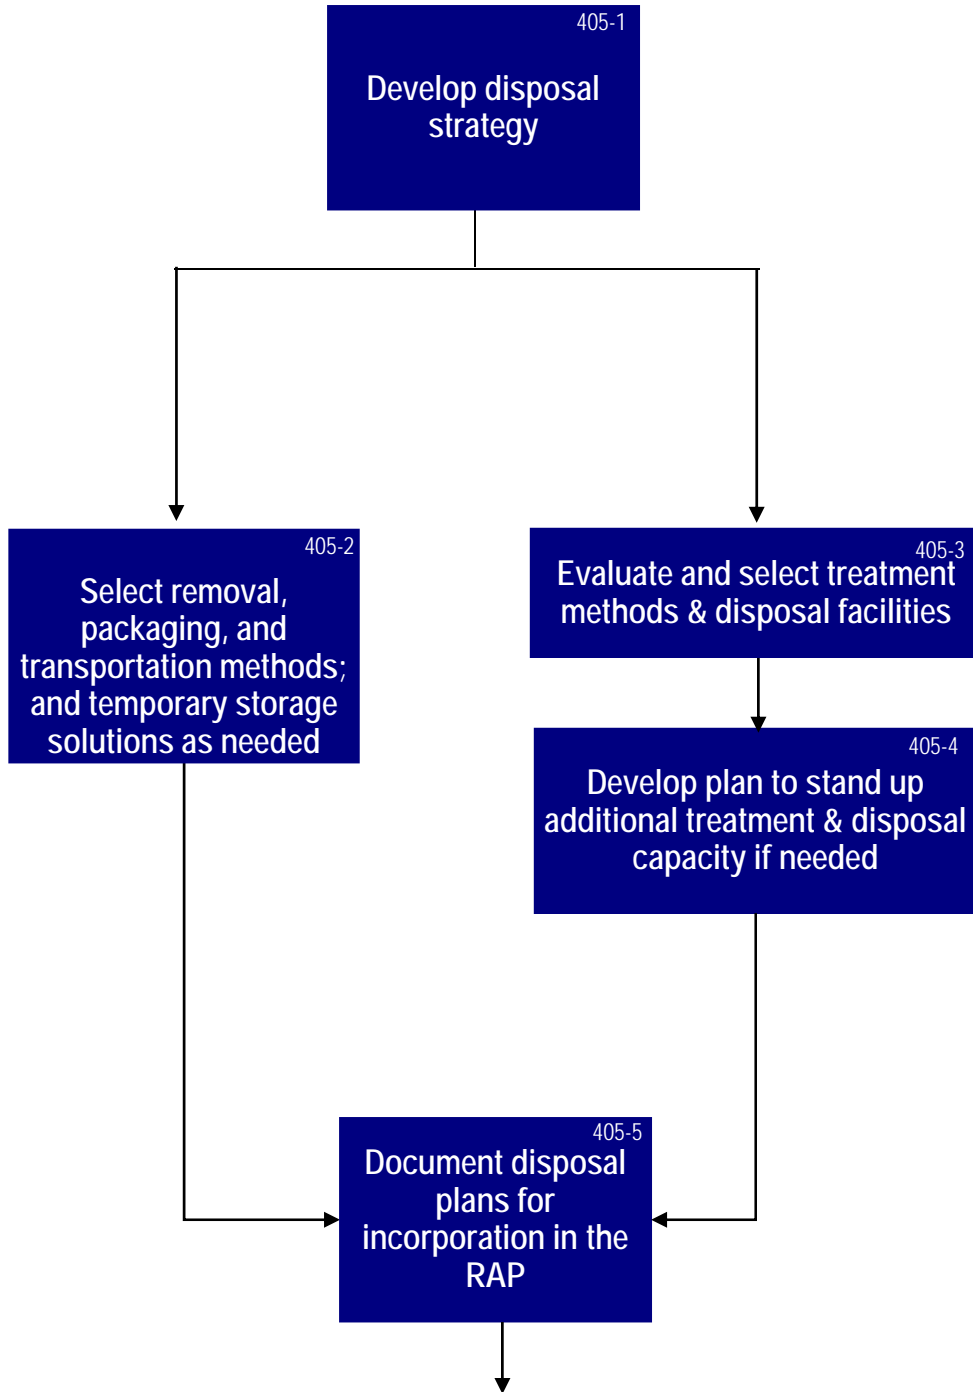 405-1
Develop disposal
strategy
405-2
Select removal,
packaging, and
transportation methods;
and temporary storage
solutions as needed
405-3
Evaluate and select treatment
methods & disposal facilities
405-4
Develop plan to stand up
additional treatment & disposal
capacity if needed
405-5
Document disposal
plans for
incorporation in the
RAP